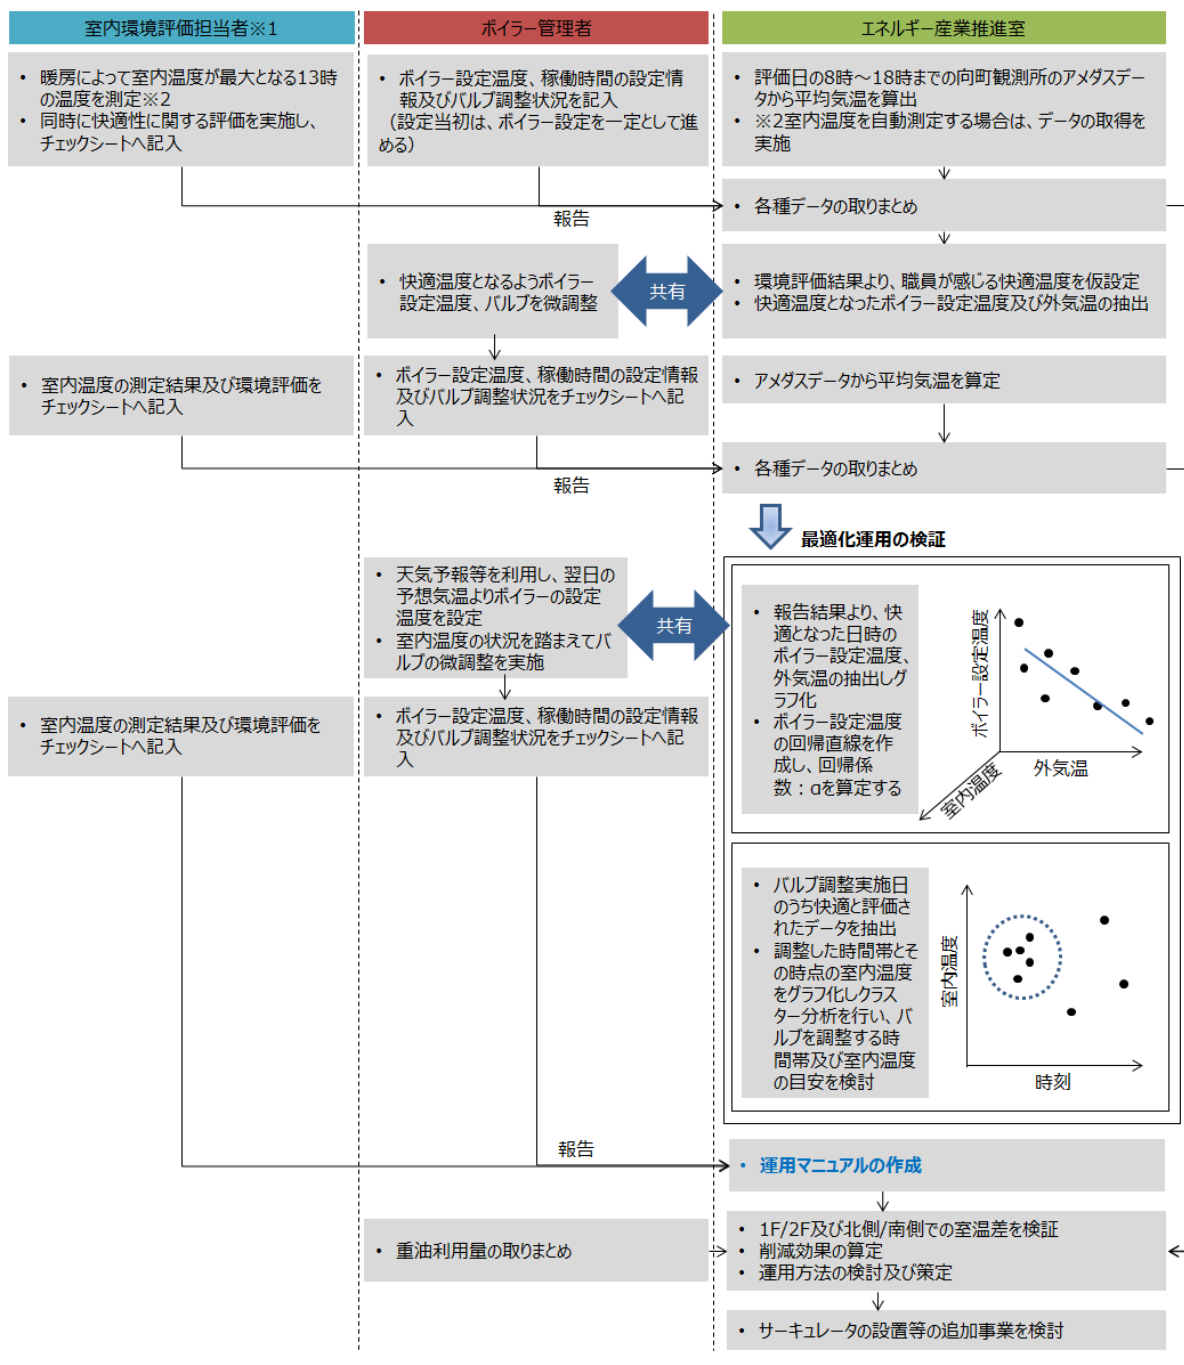 室内環境評価担当者※1
ボイラー管理者
エネルギー産業推進室
• 暖房によって室内温度が最大となる13時
の温度を測定※2
• 同時に快適性に関する評価を実施し、
チェックシートへ記入
• ボイラー設定温度、稼働時間の設定情
報及びバルブ調整状況を記入
（設定当初は、ボイラー設定を一定として進
める）
• 評価日の8時～18時までの向町観測所のアメダスデー
タから平均気温を算出
• ※2室内温度を自動測定する場合は、データの取得を
実施
報告
• 各種データの取りまとめ
• 快適温度となるようボイラー
設定温度、バルブを微調整
共有
• 環境評価結果より、職員が感じる快適温度を仮設定
• 快適温度となったボイラー設定温度及び外気温の抽出
• 室内温度の測定結果及び環境評価を
チェックシートへ記入
• ボイラー設定温度、稼働時間の設定情報
及びバルブ調整状況をチェックシートへ記
入
• アメダスデータから平均気温を算定
報告
• 各種データの取りまとめ
最適化運用の検証
• 天気予報等を利用し、翌日の
予想気温よりボイラーの設定
温度を設定
• 室内温度の状況を踏まえてバ
ルブの微調整を実施
共有
• 報告結果より、快
適となった日時の
ボイラー設定温度、
外気温の抽出しグ
ラフ化
• ボイラー設定温度
の回帰直線を作
成し、回帰係
数：αを算定する
ボイラー設定温度
外気温
室内温度
• 室内温度の測定結果及び環境評価を
チェックシートへ記入
• ボイラー設定温度、稼働時間の設定情報
及びバルブ調整状況をチェックシートへ記
入
• バルブ調整実施日
のうち快適と評価さ
れたデータを抽出
• 調整した時間帯とそ
の時点の室内温度
をグラフ化しクラス
ター分析を行い、バ
ルブを調整する時
間帯及び室内温度
の目安を検討
室内温度
時刻
報告
• 運用マニュアルの作成
• 重油利用量の取りまとめ
• 1F/2F及び北側/南側での室温差を検証
• 削減効果の算定
• 運用方法の検討及び策定
• サーキュレータの設置等の追加事業を検討